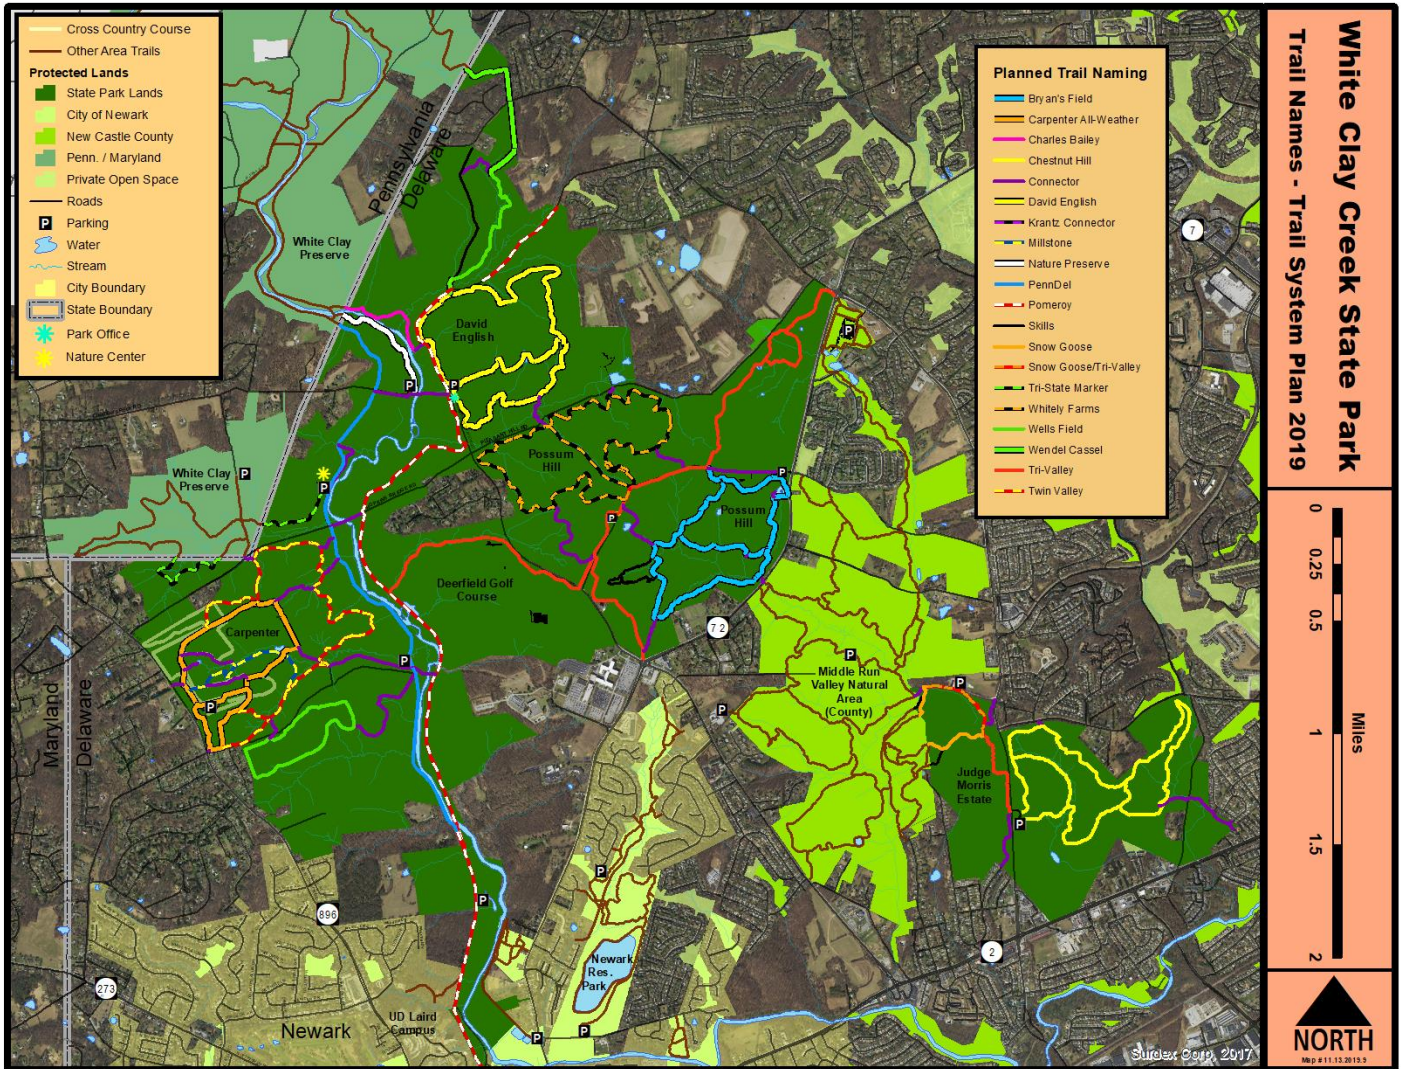 Cross Country Course
Other Area Trails
Protected Lands
State Park Lands
City of Newark
New Castle County
Penn. / Maryland
Private Open Space
Roads
P
Parking
Water
Stream
City Boundary
State Boundary
Park Office
Nature Center
Planned Trail Naming
Bryan's Field
Carpenter All-Weather
Charles Bailey
Chestnut Hill
Connector
David English
Krantz Connector
Millstone
Nature Preserve
PennDel
Pomeroy
Skills
Snow Goose
Snow Goose/Tri-Valley
Tri-State Marker
Whitely Farms
Wells Field
Wendel Cassel
Tri-Valley
Twin Valley
White Clay Creek State Park
Trail Names - Trail System Plan 2019
0
0.25
0.5
1
1.5
2
Miles
NORTH
Map # 11.13.2019.9
Pennsylvania
Delaware
White Clay
Preserve
7
David
English
P
P
P
White Clay
Preserve
P
P
Possum
Hill
P
Possum
Hill
P
Deerfield Golf
Course
Carpenter
7 2
P
P
Middle Run
Valley Natural
Area
(County)
P
P
P
Maryland
Delaware
Judge
Morris
Estate
P
P
P
896
2
273
Newark
Res.
Park
Newark
UD Laird
Campus
P
P
Surdex Corp, 2017